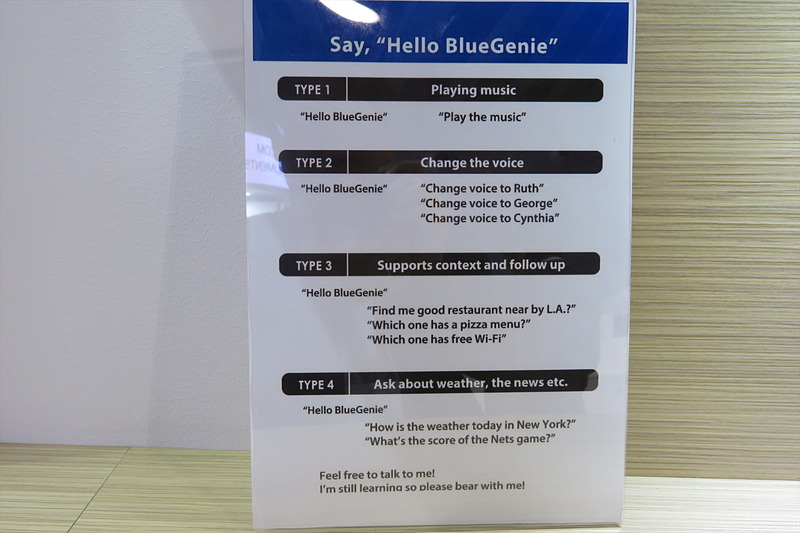 Say, “Hello BlueGenie”
TYPE 1 Playing music
“Hello BlueGenie” “Play the music”
TYPE 2 Change the voice
“Hello BlueGenie” “Change voice to Ruth”
“Change voice to George”
“Change voice to Cynthia”
TYPE 3 Supports context and follow up
“Hello BlueGenie”
“Find me good restaurant near by L.A.?”
“Which one has a pizza menu?”
“Which one has free Wi-Fi”
TYPE 4 Ask about weather, the news etc.
“Hello BlueGenie”
“How is the weather today in New York?”
“What’s the score of the Nets game?”
Feel free to talk to me!
I’m still learning so please bear with me!